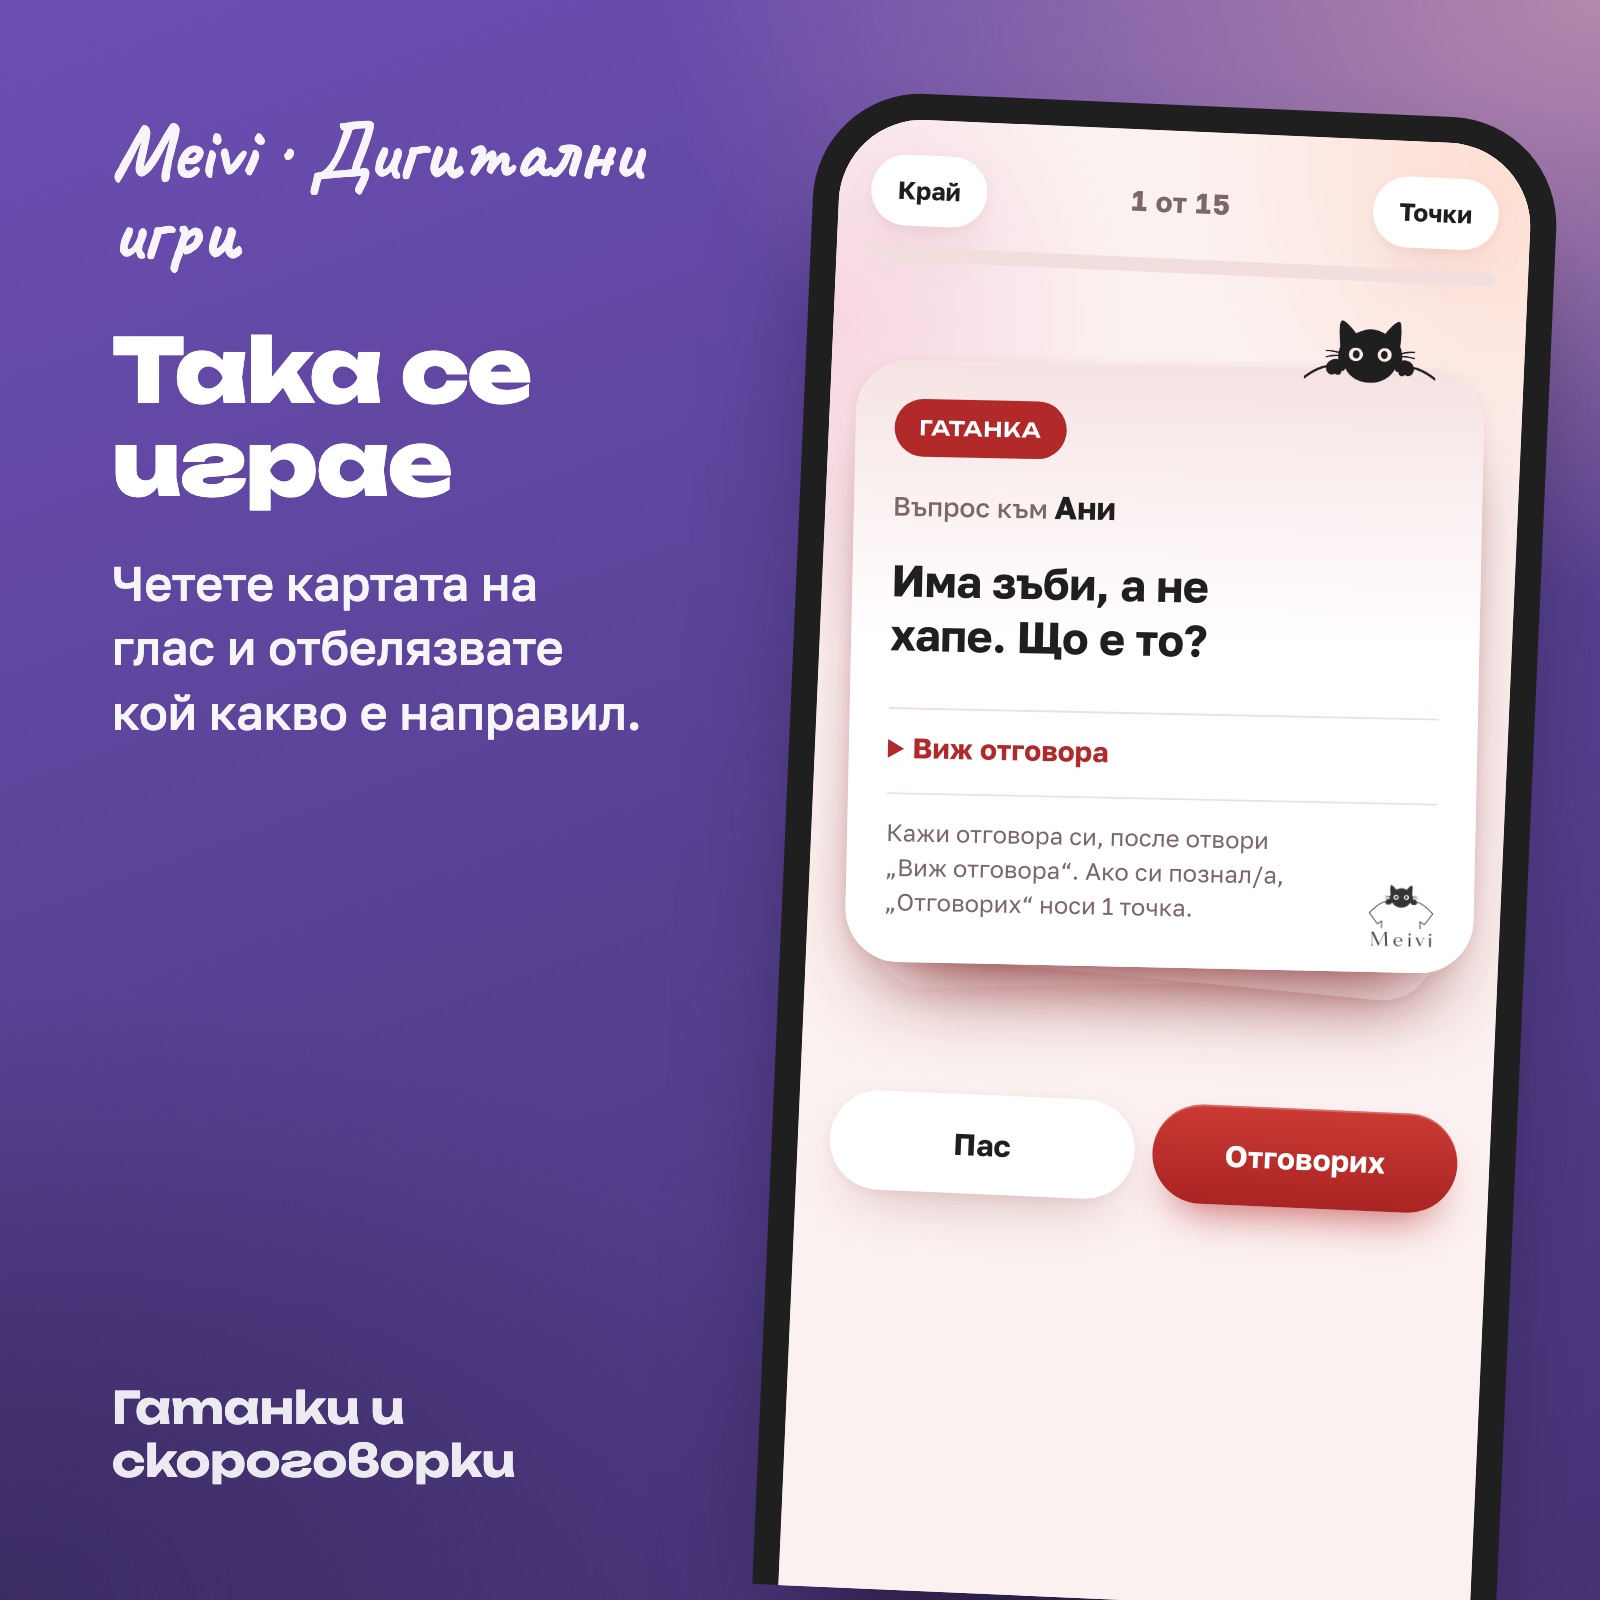 Meivi · Дигитални
игри
Така се
играе
Четете картата на
глас и отбелязвате
кой какво е направил.
Гатанки и
скороговорки
Край
1 от 15
Точки
ГАТАНКА
Въпрос към Ани
Има зъби, а не
хапе. Що е то?
Виж отговора
Кажи отговора си, после отвори
„Виж отговора“. Ако си познал/а,
„Отговорих“ носи 1 точка.
Meivi
Пас
Отговорих